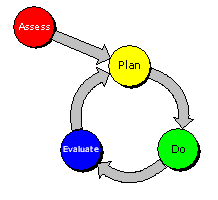 Assess
Plan
Do
Evaluate